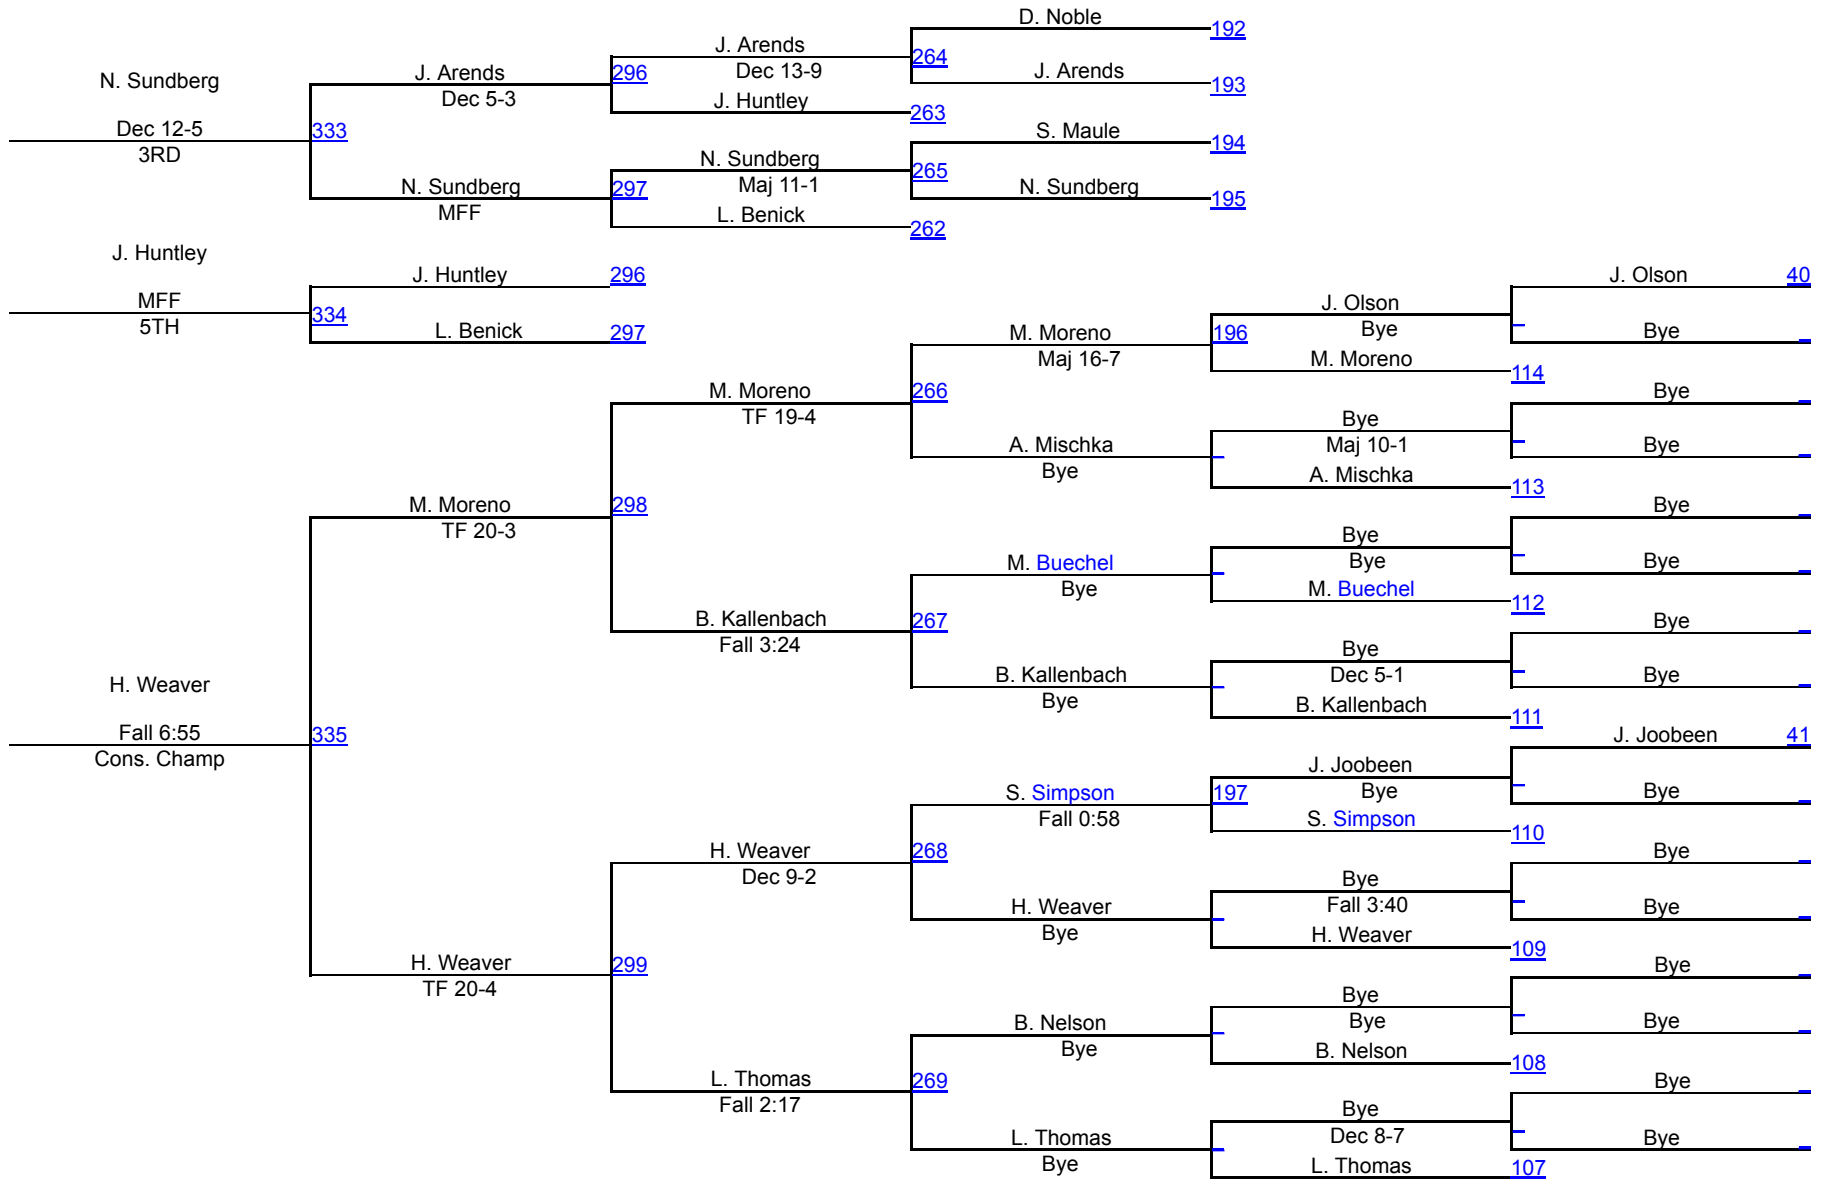 D. Noble
192
J. Arends
264
Dec 13-9
J. Arends
193
N. Sundberg
J. Arends
296
Dec 5-3
J. Huntley
263
Dec 12-5
333
3RD
S. Maule
194
N. Sundberg
265
Maj 11-1
N. Sundberg
195
N. Sundberg
297
MFF
L. Benick
262
J. Huntley
J. Huntley
296
MFF
334
5TH
L. Benick
297
J. Olson
40
J. Olson
Bye
Bye
M. Moreno
196
Maj 16-7
M. Moreno
114
M. Moreno
266
TF 19-4
Bye
Bye
Maj 10-1
Bye
A. Mischka
Bye
A. Mischka
113
M. Moreno
298
TF 20-3
Bye
Bye
Bye
Bye
M. Buechel
Bye
M. Buechel
112
B. Kallenbach
267
Fall 3:24
Bye
Bye
Dec 5-1
Bye
B. Kallenbach
Bye
B. Kallenbach
111
H. Weaver
Fall 6:55
335
Cons. Champ
J. Joobeen
41
J. Joobeen
Bye
Bye
S. Simpson
197
Fall 0:58
S. Simpson
110
H. Weaver
268
Dec 9-2
Bye
Bye
Fall 3:40
Bye
H. Weaver
Bye
H. Weaver
109
H. Weaver
299
TF 20-4
Bye
Bye
Bye
Bye
B. Nelson
Bye
B. Nelson
108
L. Thomas
269
Fall 2:17
Bye
Bye
Dec 8-7
Bye
L. Thomas
Bye
L. Thomas
107